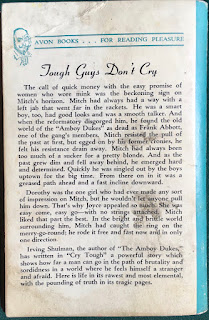 AVON BOOKS . . . . FOR READING PLEASURE
Tough Guys Don't Cry
The call of quick money with the easy promise of
women who wore mink was the beckoning sign on
Mitch's horizon. Mitch had always had a way with a
left jab that went far in the rackets. He was a smart
boy, too, had good looks and was a smooth talker. And
when the reformatory disgorged him, he found the old
world of the "Amboy Dukes" as dead as Frank Abbott,
one of the gang's members. Mitch resisted the pull of
the past at first, but egged on by his former cronies, he
felt his resistance drain away. Mitch had always been
too much of a sucker for a pretty blonde. And as the
past grew dim and fell away behind, he emerged hard
and determined. Quickly he was singled out by the boys
uptown for the big time. From there on in it was a
greased path ahead and a fast incline downward.
Dorothy was the one girl who had ever made any sort
of impression on Mitch, but he wouldn't let anyone pull
him down. That's why Joyce appealed so much. She was
easy come, easy go—with no strings attached. Mitch
liked that part the best. In the bright and brittle world
surrounding him, Mitch had caught the ring on the
merry-go-round; he rode it free and fast now and in only
one direction.
Irving Shulman, the author of "The Amboy Dukes,"
has written in "Cry Tough" a powerful story which
shows how far a man can go in the path of brutality and
sordidness in a world where he feels himself a stranger
and afraid. Here is life in its rawest and most elemental,
with the pounding of truth in its tragic pages.